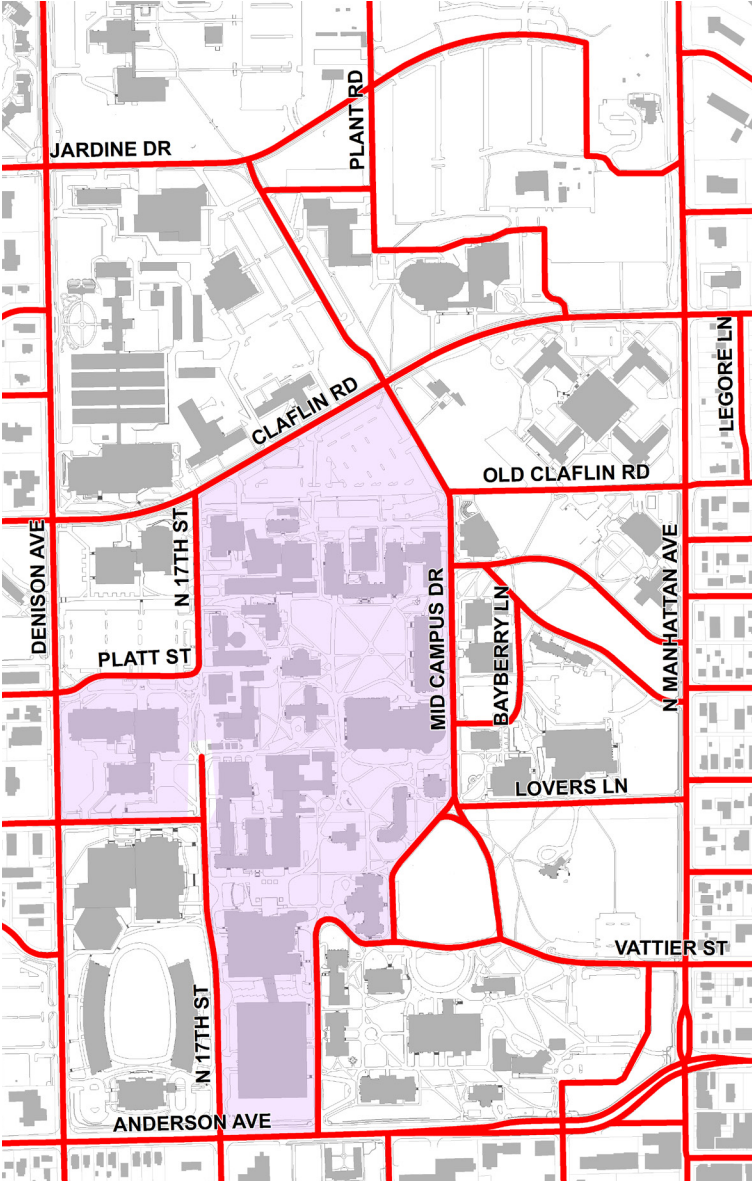 PLANT RD
JARDINE DR
LEGORE LN
CLAFLIN RD
OLD CLAFLIN RD
DENISON AVE
N 17TH ST
N MANHATTAN AVE
MID CAMPUS DR
BAYBERRY LN
PLATT ST
LOVERS LN
VATTIER ST
N 17TH ST
ANDERSON AVE